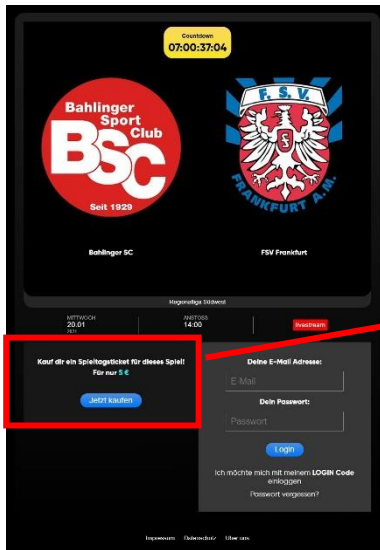 Countdown
07:00:37:04
Bahlinger
Sport
Club
BSC
Seit 1929
F.S.V.
FRANKFURT A.M.
Bahlinger SC
FSV Frankfurt
Regionalliga Südwest
MITTWOCH
20.01
2021
ANSTOSS
14:00
livestream
Kauf dir ein Spieltagsticket für dieses Spiel!
Für nur 5 €
Jetzt kaufen
Deine E-Mail Adresse:
E-Mail
Dein Passwort:
Passwort
Login
Ich möchte mich mit meinem LOGIN Code
einloggen
Passwort vergessen?
Impressum Datenschutz Über uns